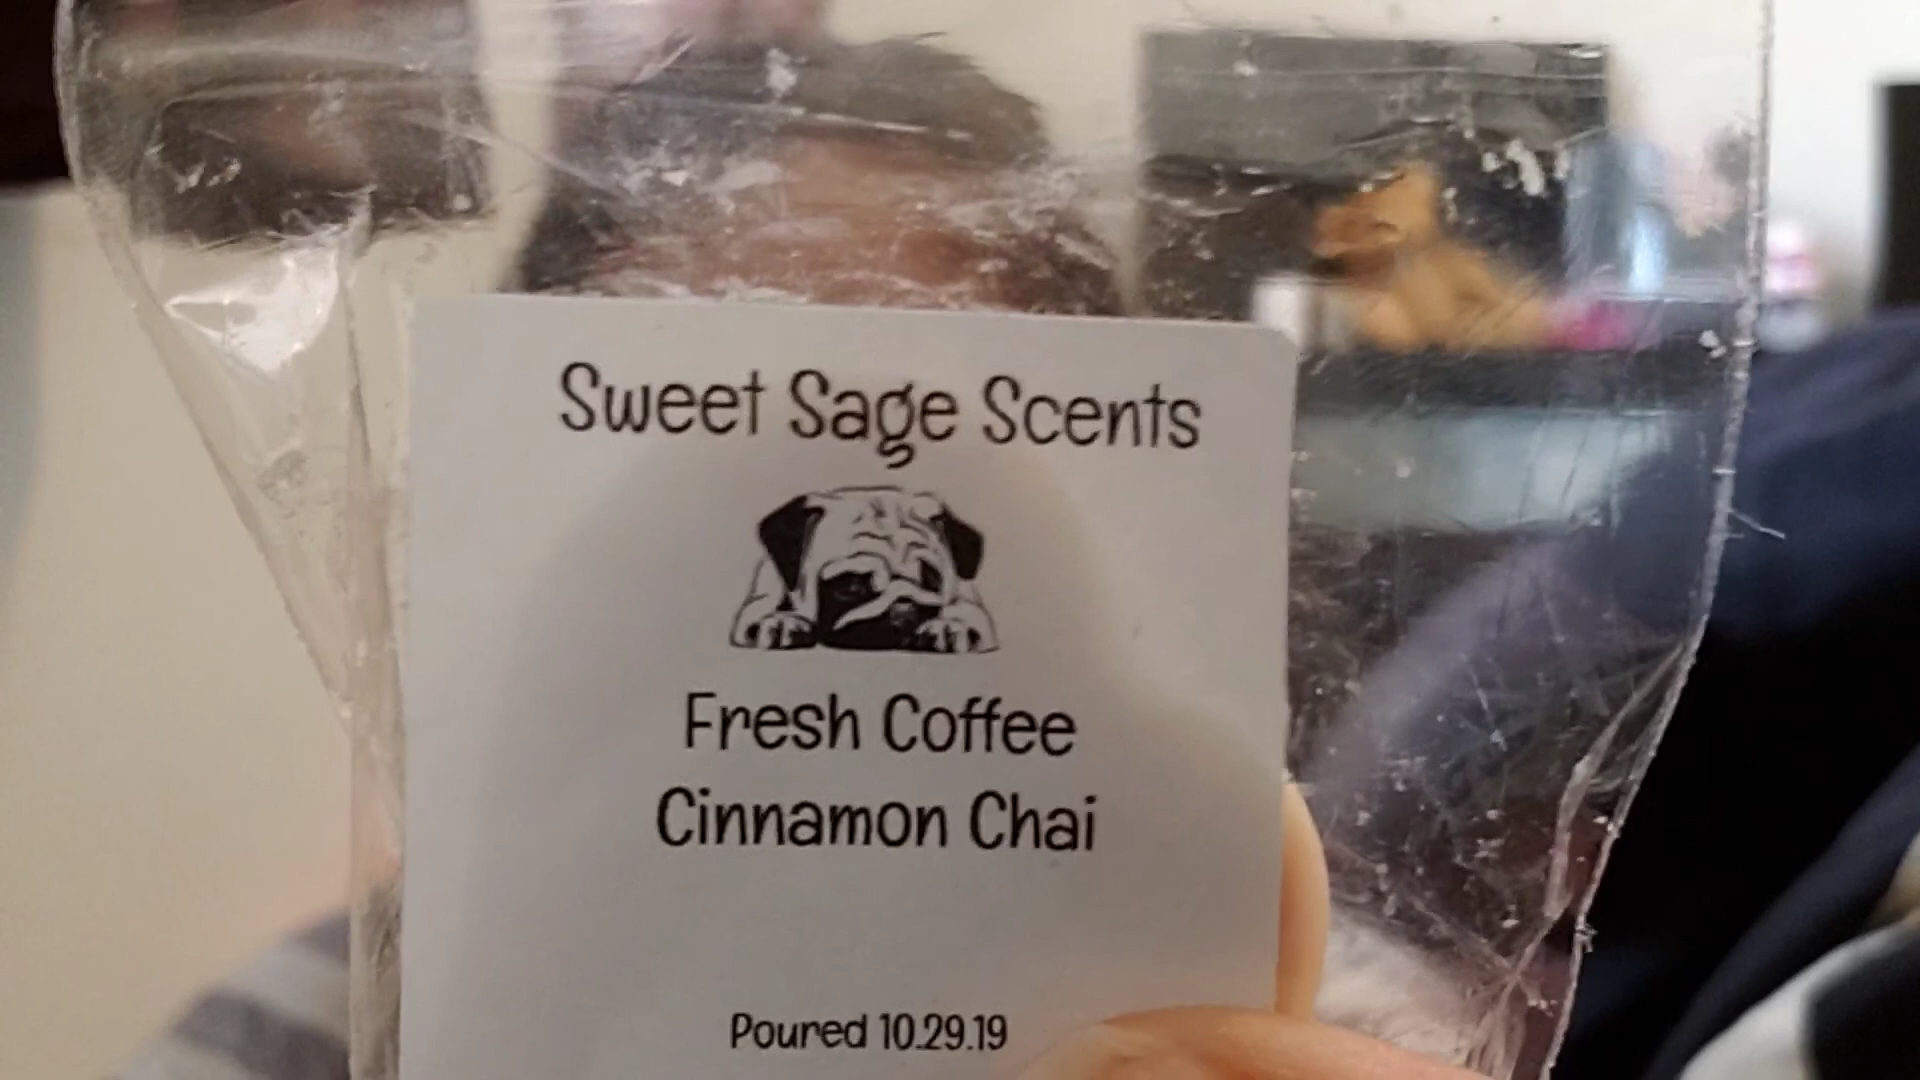 Sweet Sage Scents
Fresh Coffee
Cinnamon Chai
Poured 10.29.19